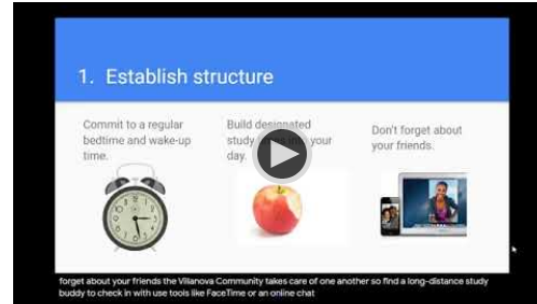 1. Establish structure
Commit to a regular
bedtime and wake-up
time.
Build designated
study your
day.
Don't forget about
your friends.
forget about your friends the Villanova Community takes care of one another so find a long-distance study
buddy to check in with use tools like FaceTime or an online chat